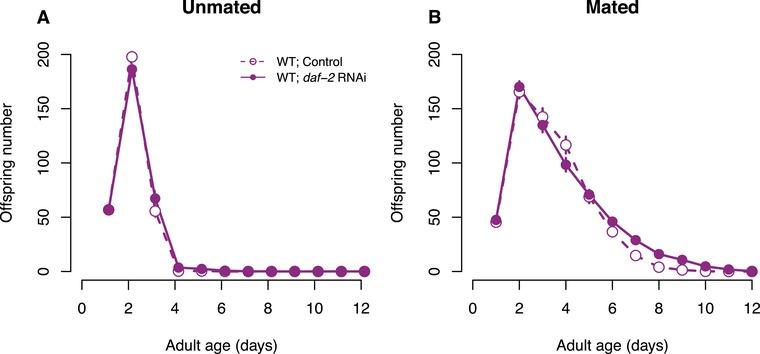 Unmated
A
WT; Control
WT; daf−2 RNAi
Offspring number
200
150
100
50
0
0 2 4 6 8 10 12
Adult age (days)
Mated
B
Offspring number
200
150
100
50
0
0 2 4 6 8 10 12
Adult age (days)